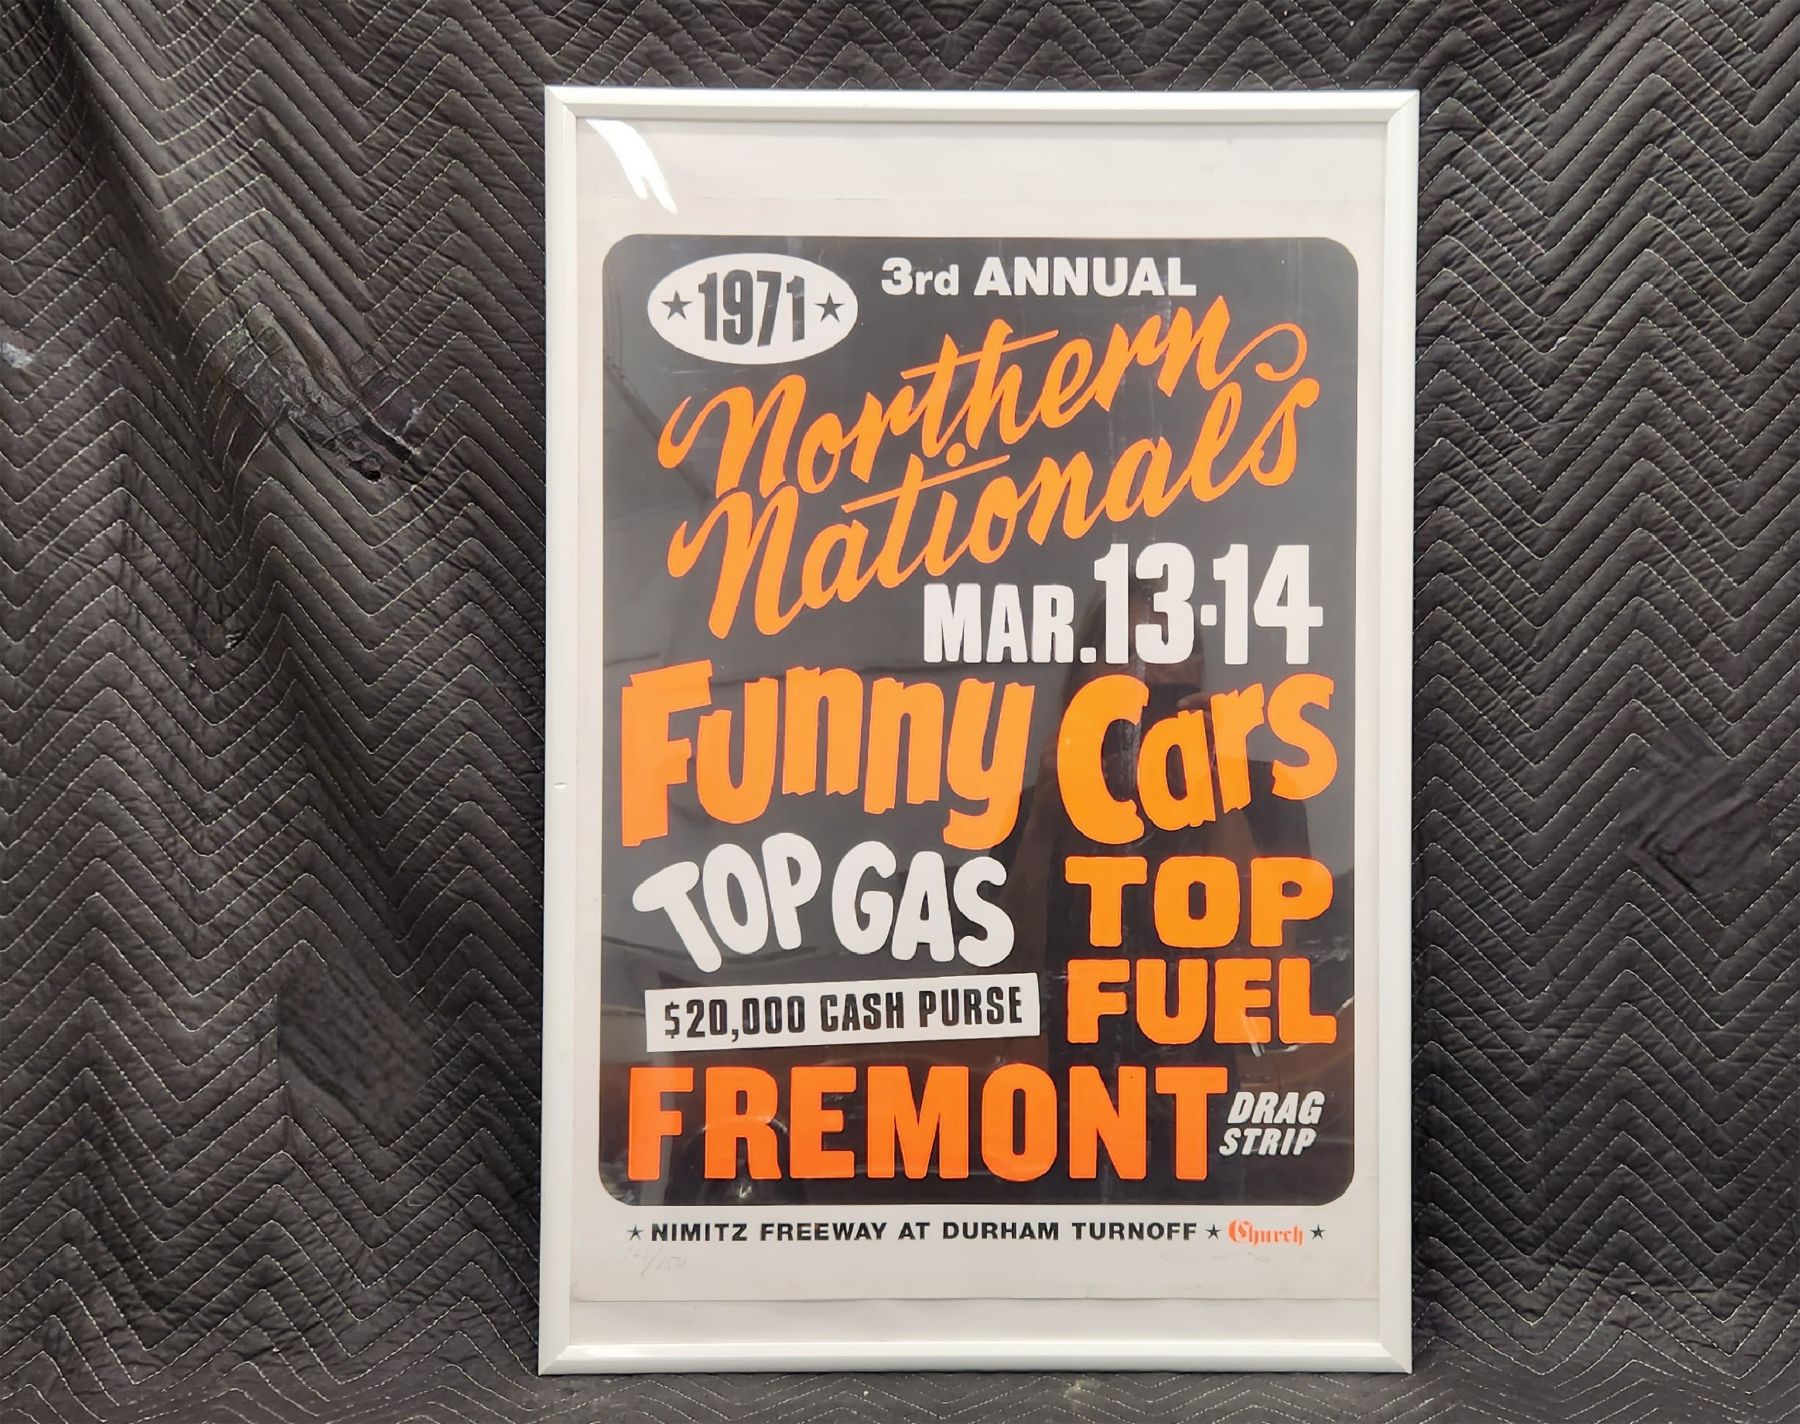 ★1971★
3rd ANNUAL
Northern
Nationals
MAR. 13·14
Funny Cars
TOP GAS
TOP
FUEL
$20,000 CASH PURSE
FREMONT
DRAG
STRIP
★ NIMITZ FREEWAY AT DURHAM TURNOFF ★ Church ★